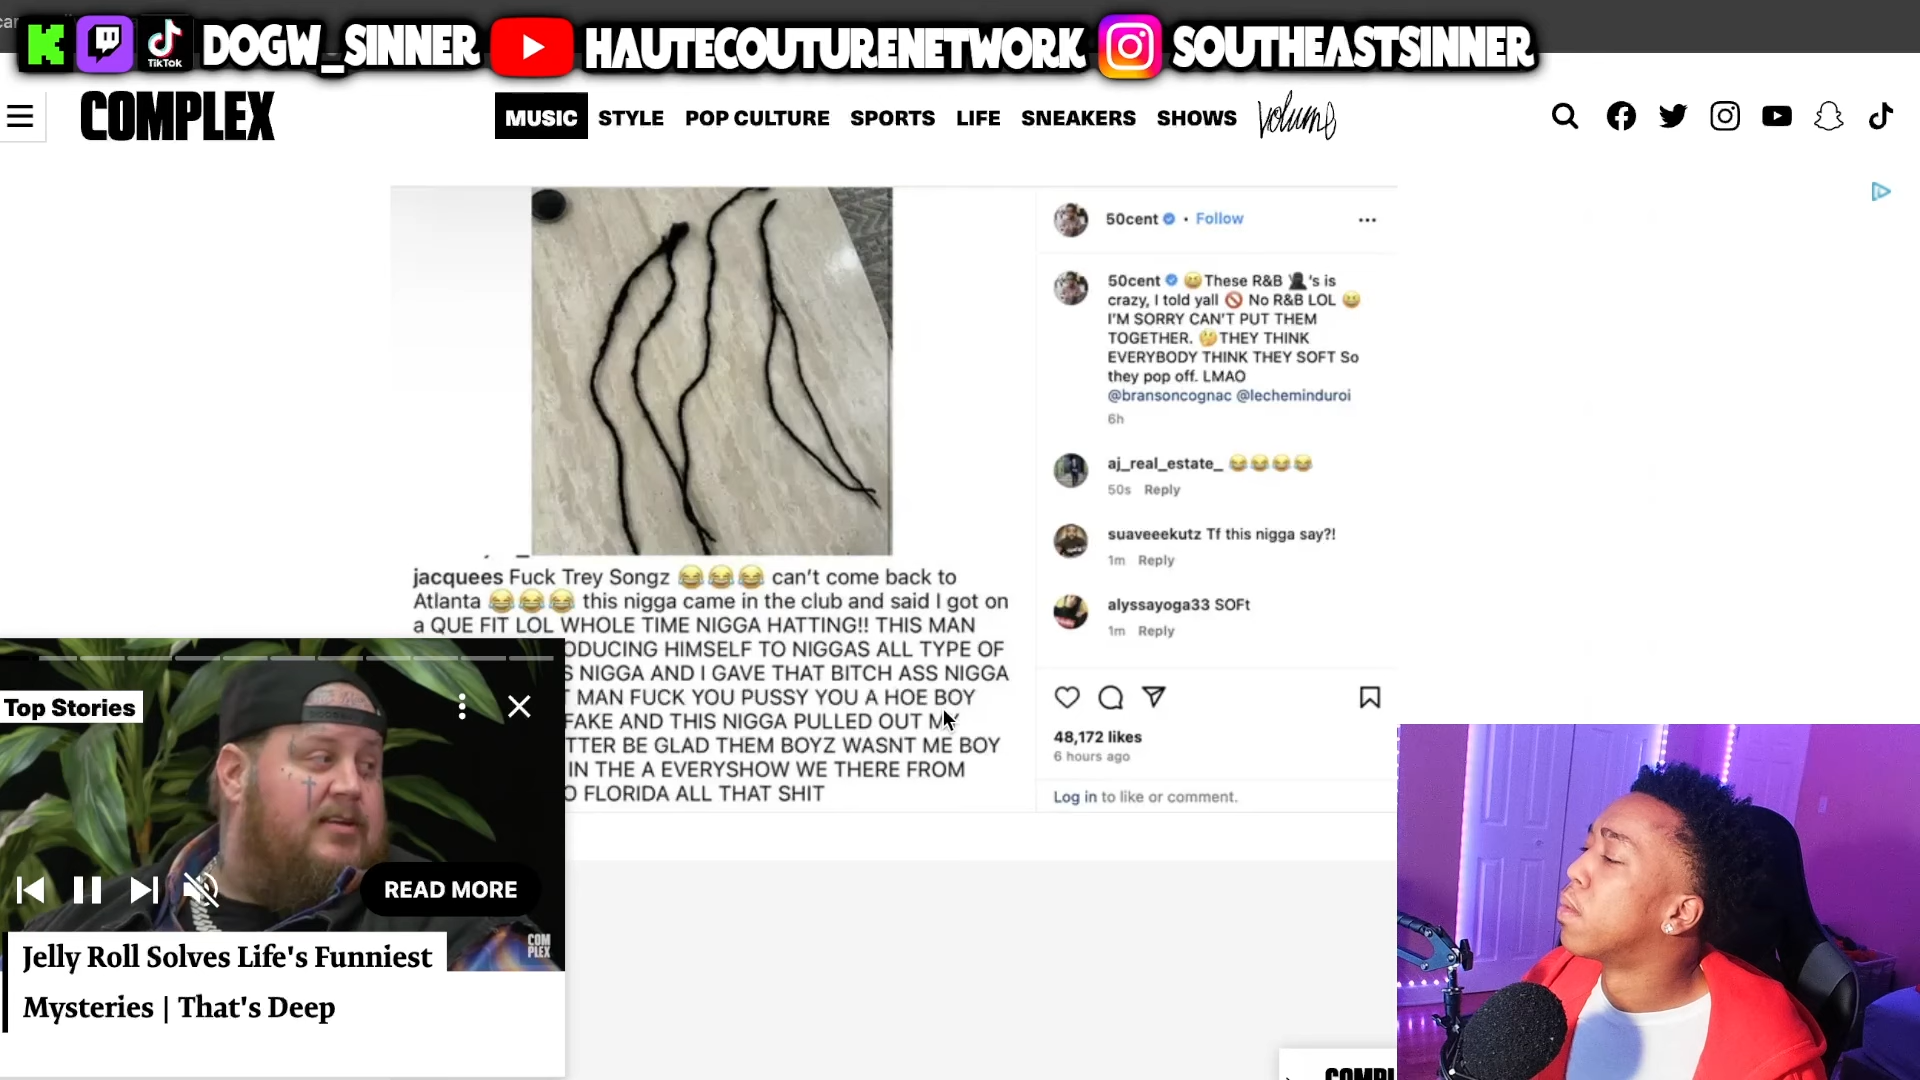 TikTok DOGW_SINNER HAUTECOUTURENETWORK SOUTHEASTSINNER
COMPLEX MUSIC STYLE POP CULTURE SPORTS LIFE SNEAKERS SHOWS Volume
50cent • Follow
50cent 😆These R&B 🥷🏿's is
crazy, I told yall 🚫 No R&B LOL 😆
I'M SORRY CAN'T PUT THEM
TOGETHER. 🤔THEY THINK
EVERYBODY THINK THEY SOFT So
they pop off. LMAO
@bransoncognac @lecheminduroi
6h
aj_real_estate_ 😂😂😂😂
50s Reply
suaveeekutz Tf this nigga say?!
1m Reply
alyssayoga33 SOFt
1m Reply
48,172 likes
6 hours ago
Log in to like or comment.
jacquees Fuck Trey Songz 😂😂😂 can't come back to
Atlanta 😂😂😂 this nigga came in the club and said I got on
a QUE FIT LOL WHOLE TIME NIGGA HATTING!! THIS MAN
ODUCING HIMSELF TO NIGGAS ALL TYPE OF
S NIGGA AND I GAVE THAT BITCH ASS NIGGA
T MAN FUCK YOU PUSSY YOU A HOE BOY
FAKE AND THIS NIGGA PULLED OUT MY
TTER BE GLAD THEM BOYZ WASNT ME BOY
IN THE A EVERYSHOW WE THERE FROM
O FLORIDA ALL THAT SHIT
Top Stories
READ MORE
COMPLEX
Jelly Roll Solves Life's Funniest
Mysteries | That's Deep